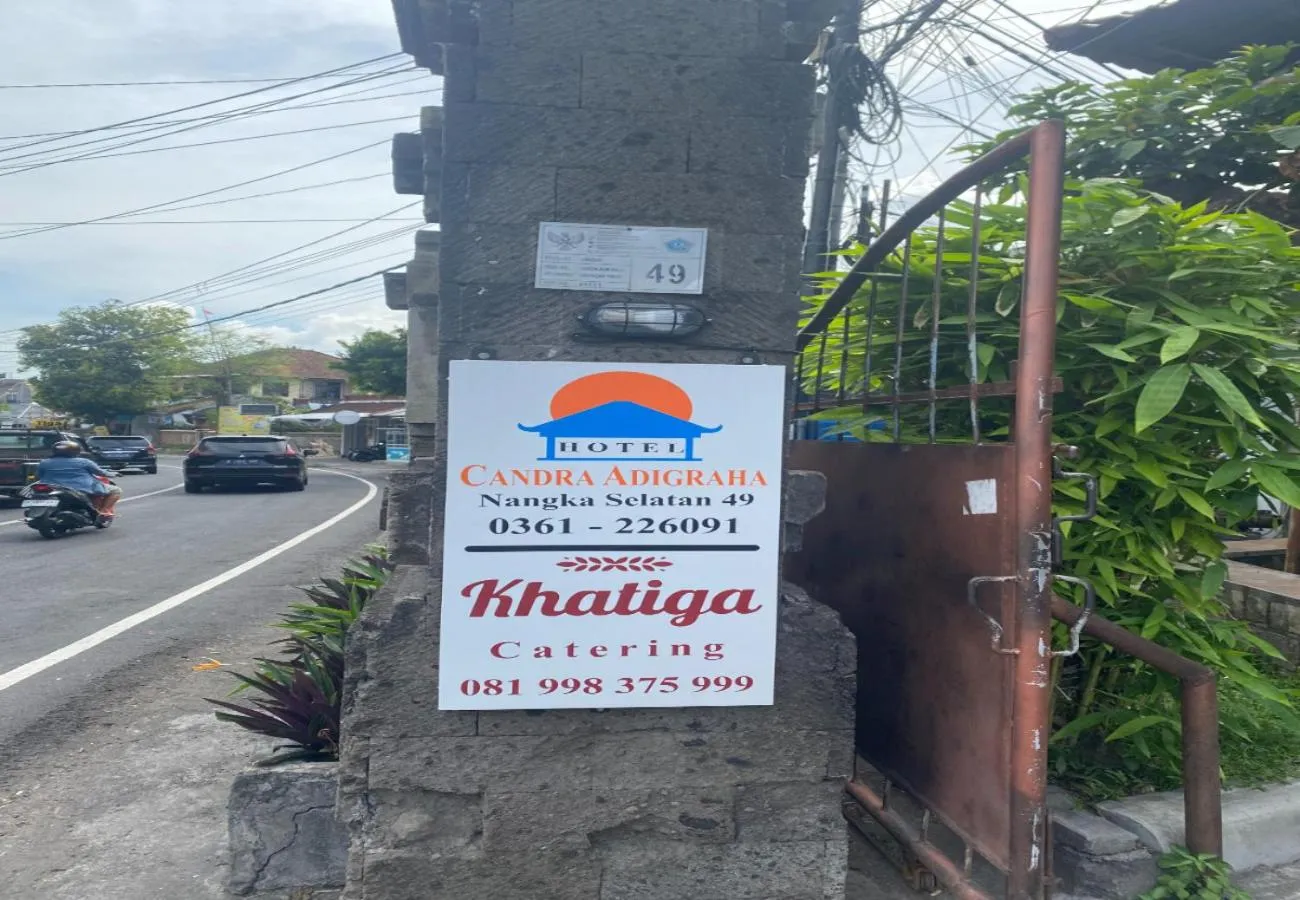 49
HOTEL
CANDRA ADIGRAHA
Nangka Selatan 49
0361 - 226091
Khatiga
Catering
081 998 375 999